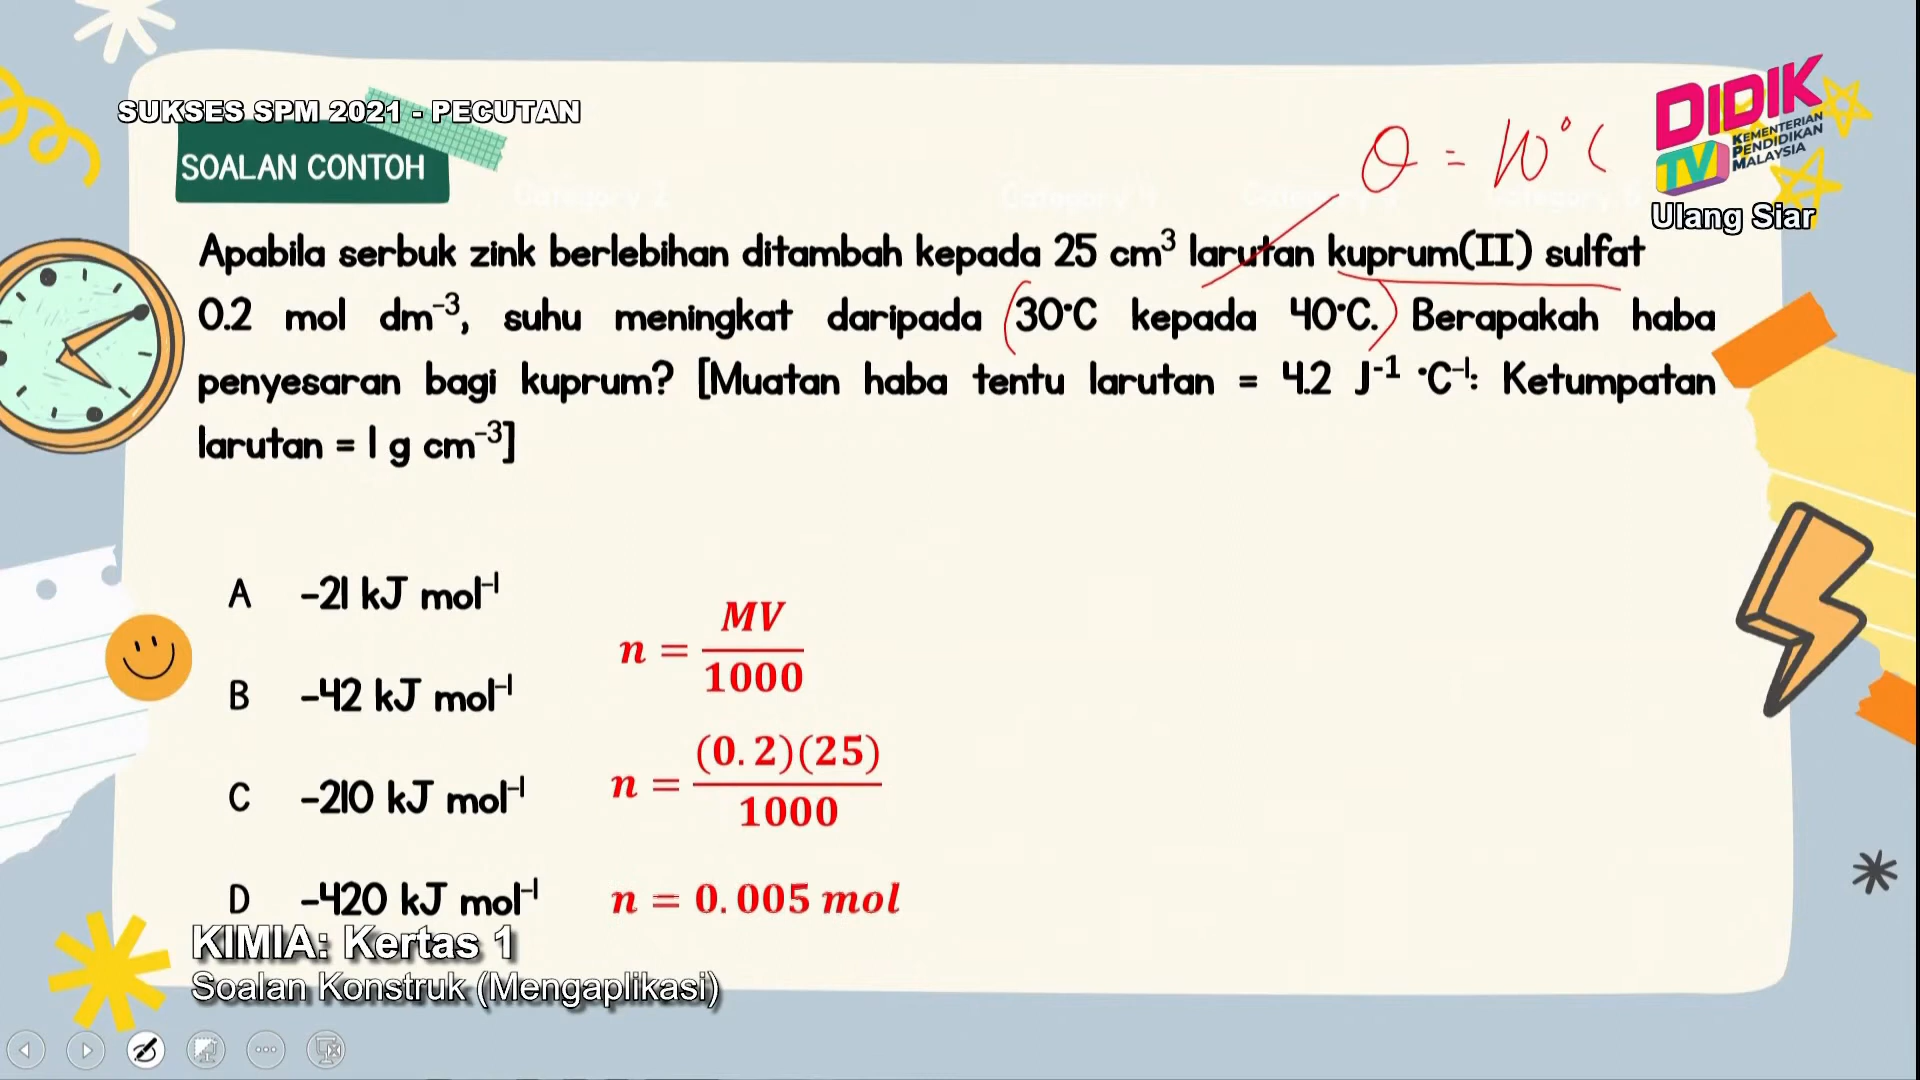 SUKSES SPM 2021 - PECUTAN
SOALAN CONTOH
θ = 10°C
DIDIK
TV
KEMENTERIAN
PENDIDIKAN
MALAYSIA
Ulang Siar
Apabila serbuk zink berlebihan ditambah kepada 25 cm³ larutan kuprum(II) sulfat
0.2 mol dm⁻³, suhu meningkat daripada (30°C kepada 40°C.) Berapakah haba
penyesaran bagi kuprum? [Muatan haba tentu larutan = 4.2 J⁻¹ °C⁻¹: Ketumpatan
larutan = 1 g cm⁻³]
A -21 kJ mol⁻¹
B -42 kJ mol⁻¹
C -210 kJ mol⁻¹
D -420 kJ mol⁻¹
n = MV/1000
n = (0.2)(25)/1000
n = 0.005 mol
KIMIA: Kertas 1
Soalan Konstruk (Mengaplikasi)